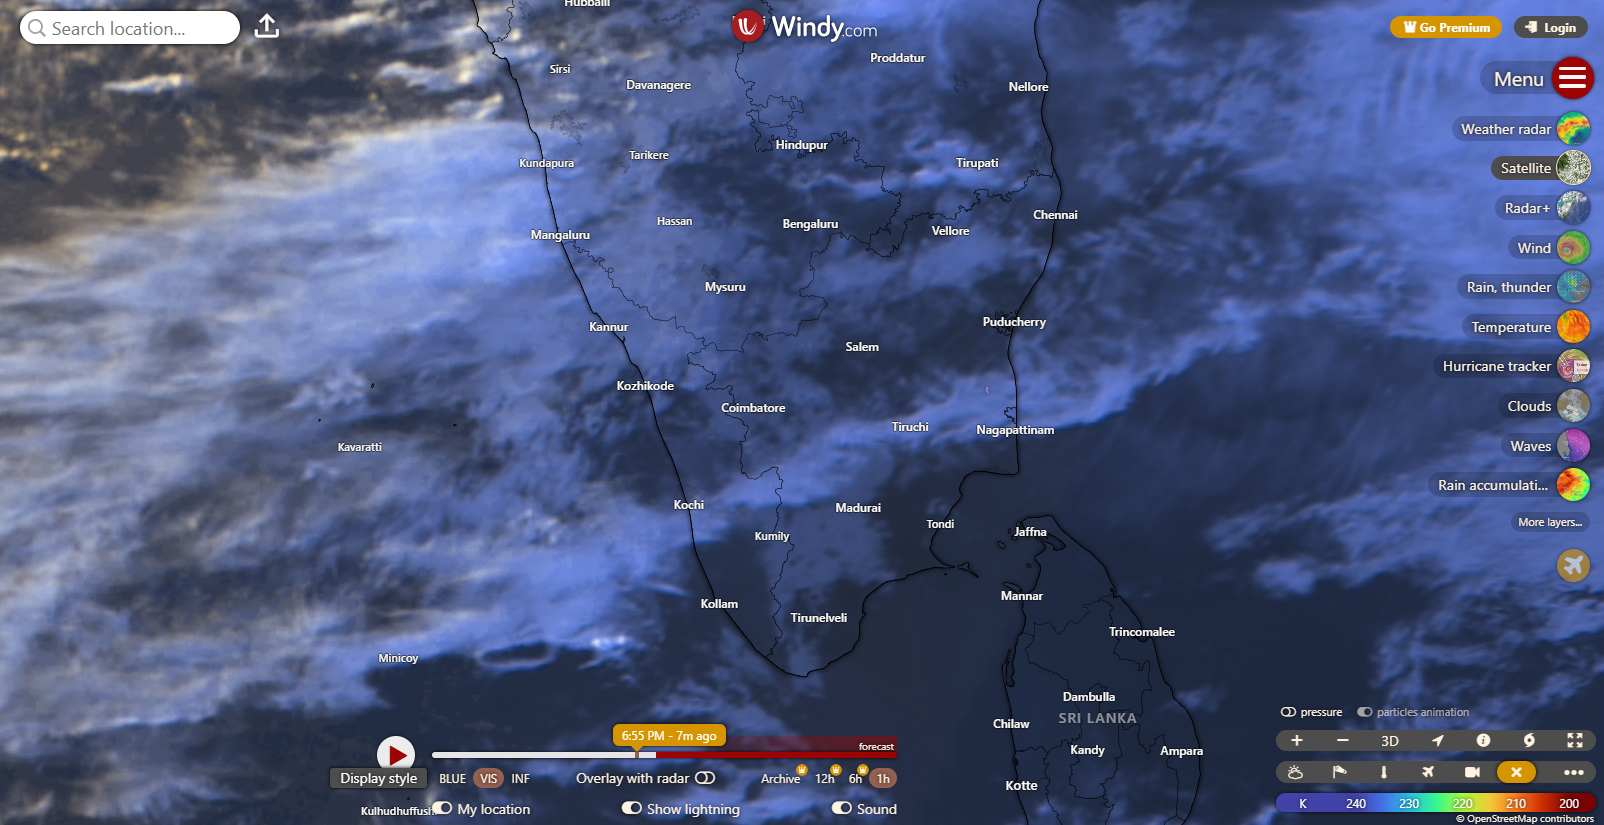 Hubballi
Search location...
Windy.com
Go Premium
Login
Proddatur
Sirsi
Davanagere
Nellore
Menu
Weather radar
Hindupur
Kundapura
Tarikere
Tirupati
Satellite
Radar+
Hassan
Bengaluru
Chennai
Mangaluru
Vellore
Wind
Mysuru
Rain, thunder
Kannur
Puducherry
Temperature
Salem
Hurricane tracker
Kozhikode
Coimbatore
Clouds
Tiruchi
Nagapattinam
Kavaratti
Waves
Rain accumulati...
Kochi
Madurai
Tondi
Jaffna
More layers...
Kumily
Mannar
Kollam
Tirunelveli
Trincomalee
Minicoy
Dambulla
pressure
particles animation
SRI LANKA
Chilaw
6:55 PM - 7m ago
forecast
3D
Kandy
Ampara
Display style
BLUE
VIS
INF
Overlay with radar
Archive
12h
6h
1h
Kotte
Kulhudhuffush
My location
Show lightning
Sound
K 240 230 220 210 200
© OpenStreetMap contributors